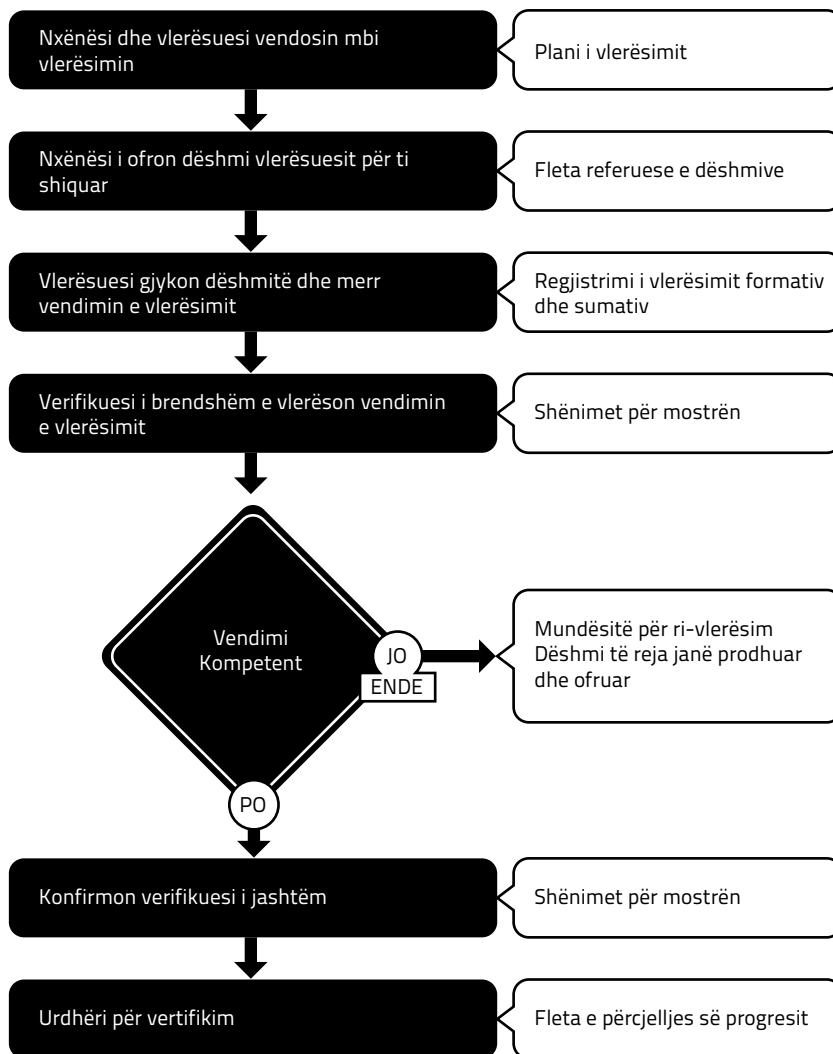 Nxënësi dhe vlerësuesi vendosin mbi
vlerësimin
Plani i vlerësimit
Nxënësi i ofron dëshmi vlerësuesit për ti
shiquar
Fleta referuese e dëshmive
Vlerësuesi gjykon dëshmitë dhe merr
vendimin e vlerësimit
Regjistrimi i vlerësimit formativ
dhe sumativ
Verifikuesi i brendshëm e vlerëson vendimin
e vlerësimit
Shënimet për mostrën
Vendimi
Kompetent
JO
ENDE
Mundësitë për ri-vlerësim
Dëshmi të reja janë prodhuar
dhe ofruar
PO
Konfirmon verifikuesi i jashtëm
Shënimet për mostrën
Urdhëri për vertifikim
Fleta e përcjelljes së progresit